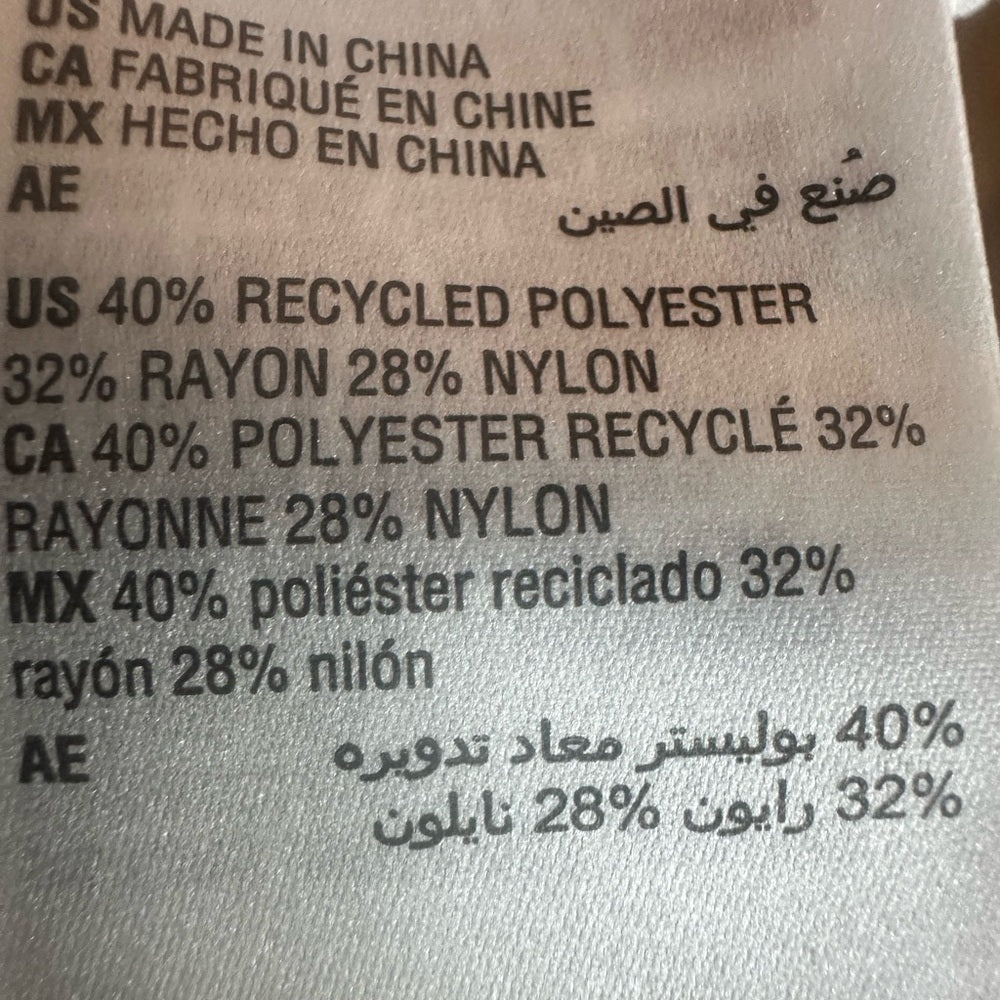 US MADE IN CHINA
CA FABRIQUÉ EN CHINE
MX HECHO EN CHINA
AE صُنع في الصين
US 40% RECYCLED POLYESTER
32% RAYON 28% NYLON
CA 40% POLYESTER RECYCLÉ 32%
RAYONNE 28% NYLON
MX 40% poliéster reciclado 32%
rayón 28% nilón
AE 40% بوليستر معاد تدويره
32% رايون 28% نايلون